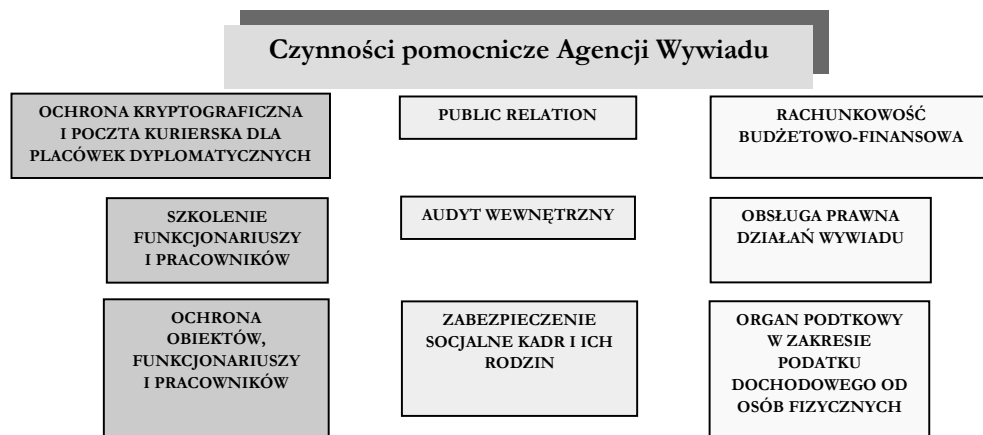 Czynności pomocnicze Agencji Wywiadu
OCHRONA KRYPTOGRAFICZNA
I POCZTA KURIERSKA DLA
PLACÓWEK DYPLOMATYCZNYCH
PUBLIC RELATION
RACHUNKOWOŚĆ
BUDŻETOWO-FINANSOWA
SZKOLENIE
FUNKCJONARIUSZY
I PRACOWNIKÓW
AUDYT WEWNĘTRZNY
OBSŁUGA PRAWNA
DZIAŁAŃ WYWIADU
OCHRONA
OBIEKTÓW,
FUNKCJONARIUSZY
I PRACOWNIKÓW
ZABEZPIECZENIE
SOCJALNE KADR I ICH
RODZIN
ORGAN PODTKOWY
W ZAKRESIE
PODATKU
DOCHODOWEGO OD
OSÓB FIZYCZNYCH